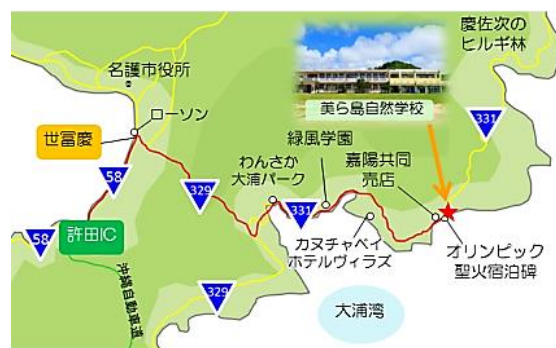 慶佐次の
ヒルギ林
名護市役所
ローソン
美ら島自然学校
331
世冨慶
緑風学園
嘉陽共同
売店
わんさか
大浦パーク
58
329
331
許田IC
58
カヌチャベイ
ホテルヴィラズ
オリンピック
聖火宿泊碑
329
大浦湾
沖縄自動車道